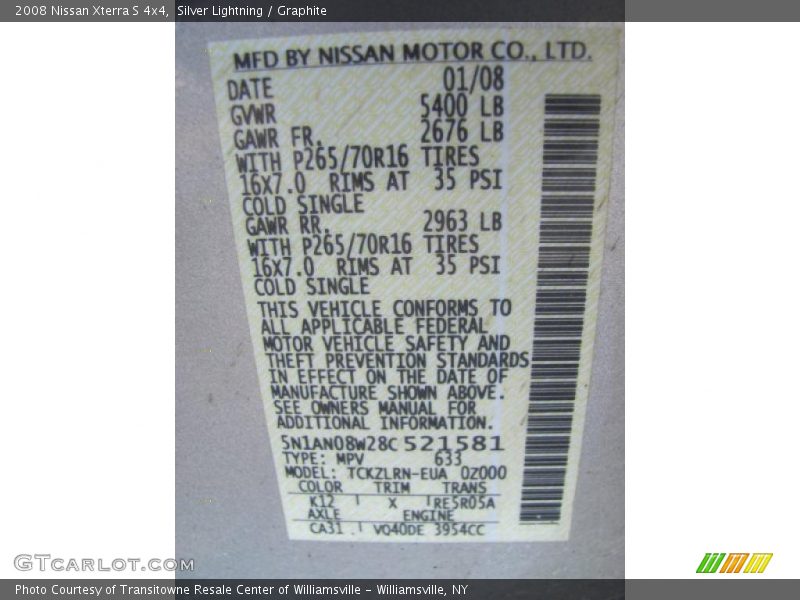 2008 Nissan Xterra S 4x4,  Silver Lightning / Graphite
MFD BY NISSAN MOTOR CO., LTD.
DATE 01/08
GVWR 5400 LB
GAWR FR. 2676 LB
WITH P265/70R16 TIRES
16x7.0 RIMS AT 35 PSI
COLD SINGLE
GAWR RR. 2963 LB
WITH P265/70R16 TIRES
16x7.0 RIMS AT 35 PSI
COLD SINGLE
THIS VEHICLE CONFORMS TO
ALL APPLICABLE FEDERAL
MOTOR VEHICLE SAFETY AND
THEFT PREVENTION STANDARDS
IN EFFECT ON THE DATE OF
MANUFACTURE SHOWN ABOVE.
SEE OWNERS MANUAL FOR
ADDITIONAL INFORMATION.
5N1AN08W28C521581
TYPE: MPV 633
MODEL: TCKZLRN-EUA 0Z000
COLOR TRIM TRANS
K12 X RE5R05A
AXLE ENGINE
CA31 VQ40DE 3954CC
GTcarlot.com
Photo Courtesy of Transitowne Resale Center of Williamsville - Williamsville, NY